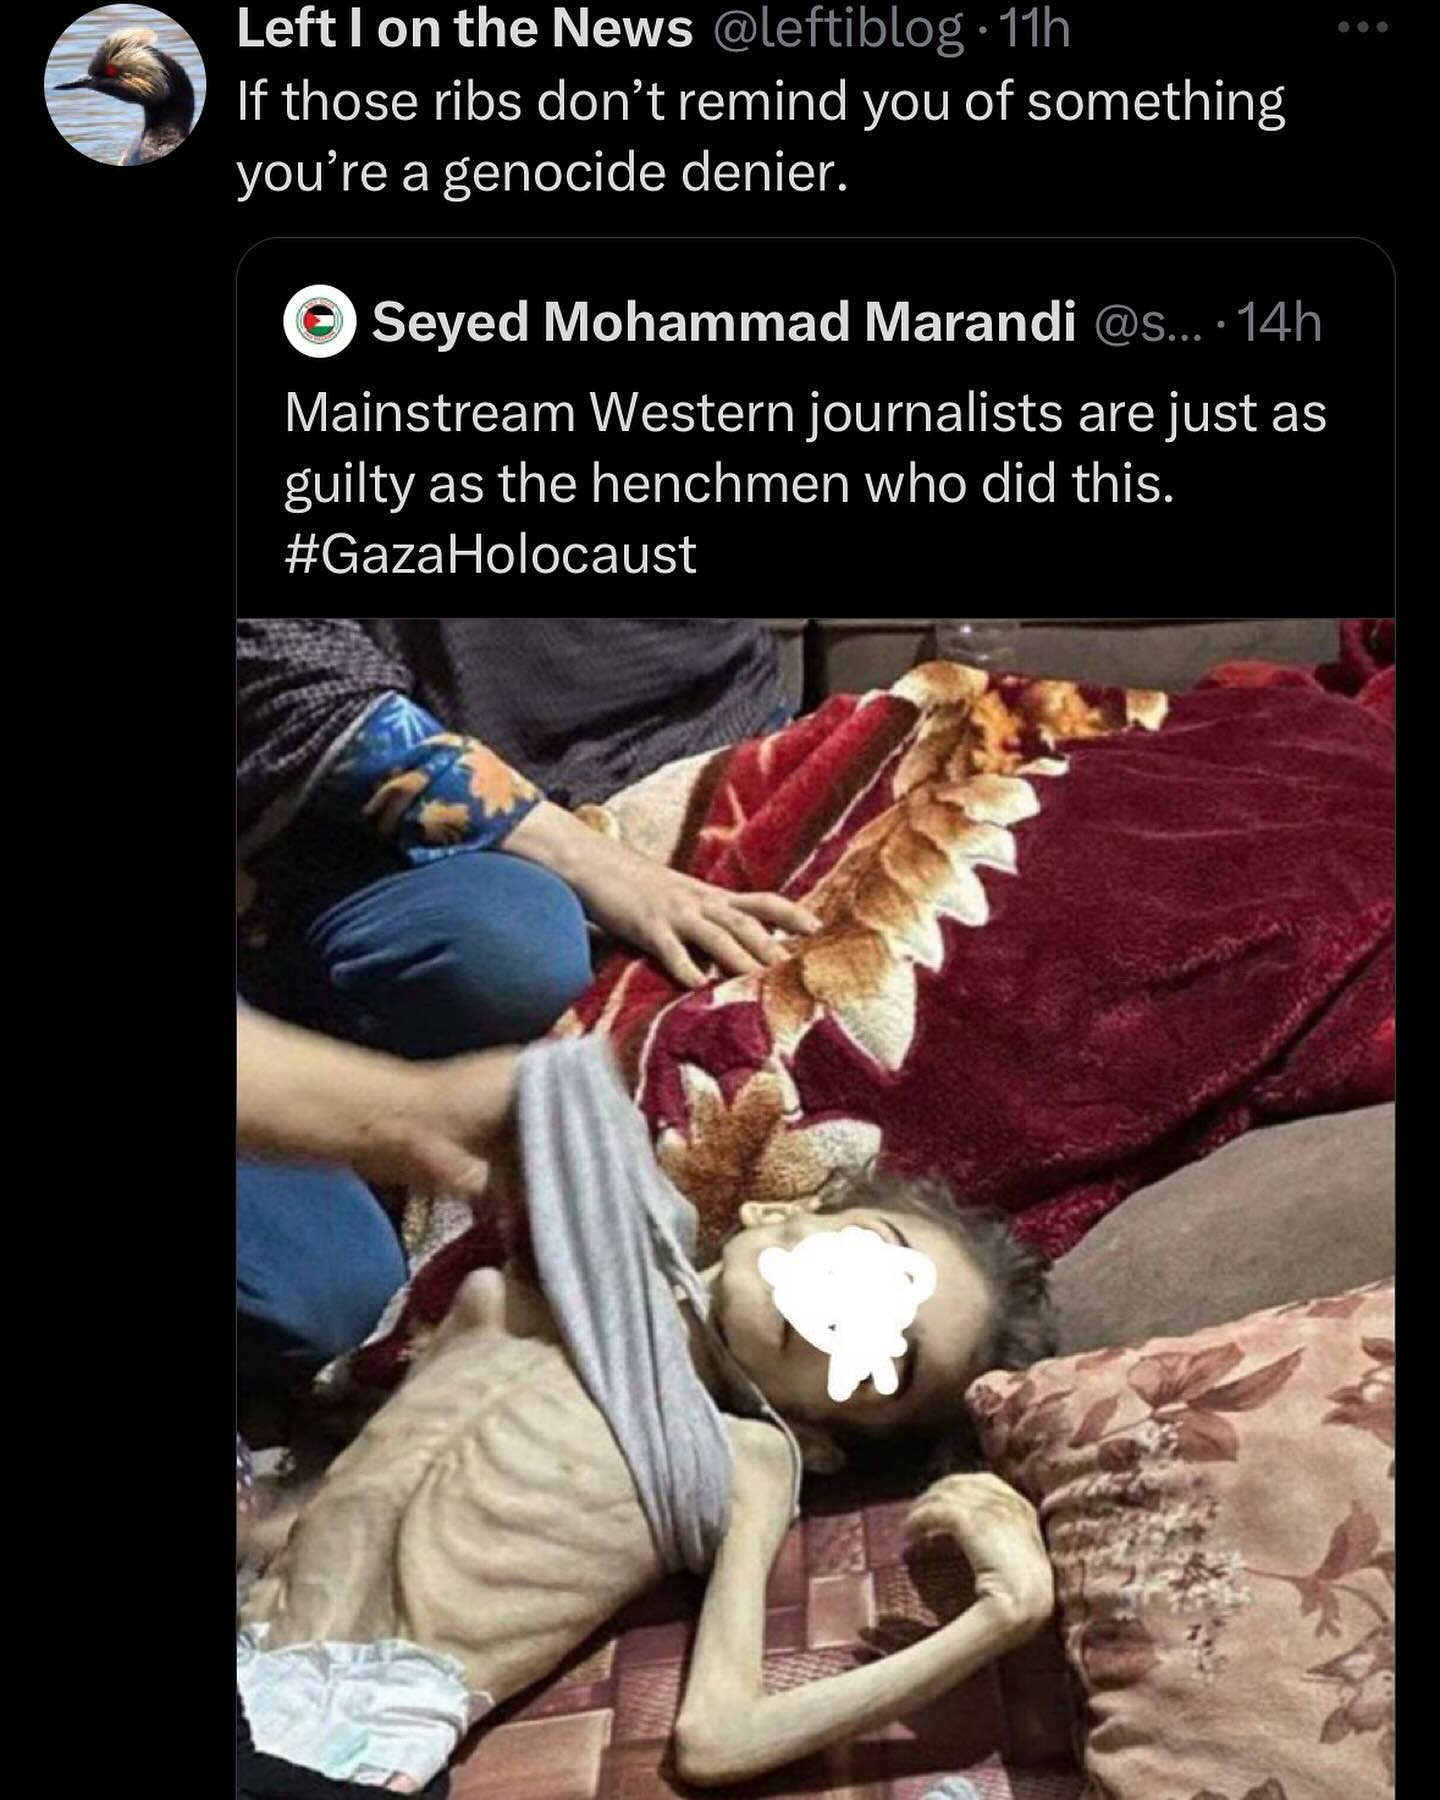 Left I on the News @leftiblog · 11h
If those ribs don’t remind you of something
you’re a genocide denier.
Seyed Mohammad Marandi @s... · 14h
Mainstream Western journalists are just as
guilty as the henchmen who did this.
#GazaHolocaust